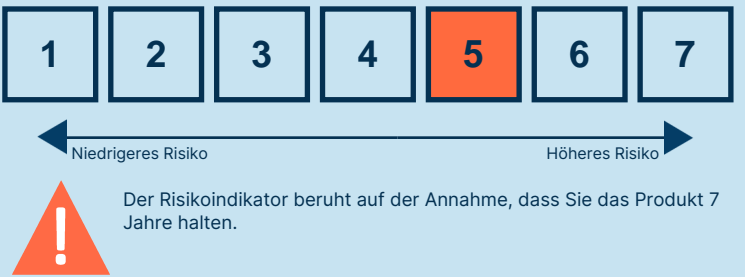 1 2 3 4 5 6 7
Niedrigeres Risiko Höheres Risiko
Der Risikoindikator beruht auf der Annahme, dass Sie das Produkt 7
Jahre halten.